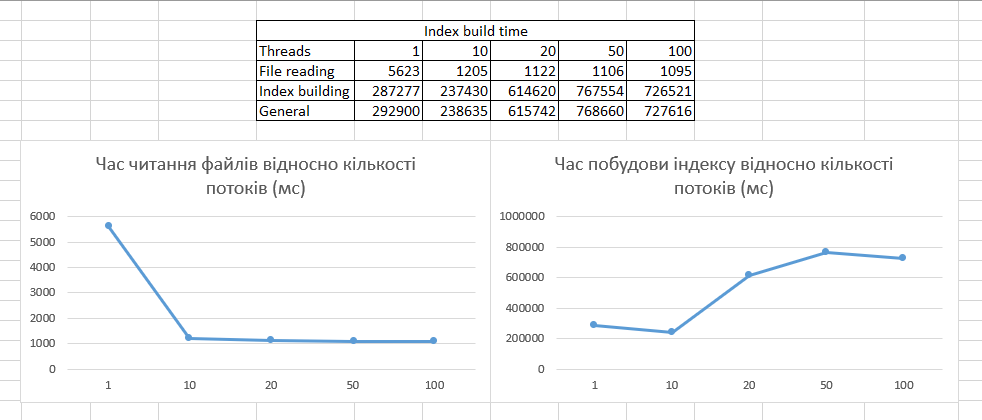 Index build time
Threads 1 10 20 50 100
File reading 5623 1205 1122 1106 1095
Index building 287277 237430 614620 767554 726521
General 292900 238635 615742 768660 727616
Час читання файлів відносно кількості
потоків (мс)
6000
5000
4000
3000
2000
1000
0
1 10 20 50 100
Час побудови індексу відносно кількості
потоків (мс)
1000000
800000
600000
400000
200000
0
1 10 20 50 100